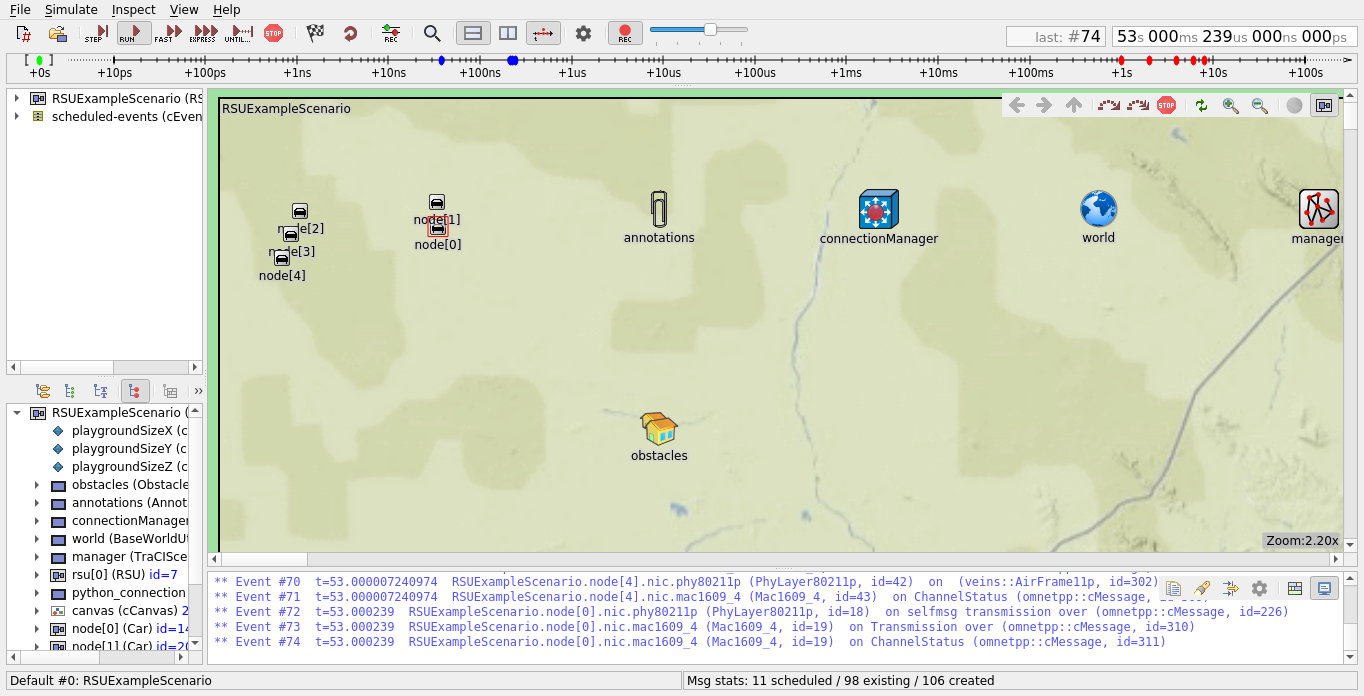 File Simulate Inspect View Help
STEP RUN FAST EXPRESS UNTIL... STOP REC REC
last: #74 53s 000ms 239us 000ns 000ps
+0s +10ps +100ps +1ns +10ns +100ns +1us +10us +100us +1ms +10ms +100ms +1s +10s +100s
RSUExampleScenario (RS
scheduled-events (cEven
RSUExampleScenario
STOP
node[1]
node[2]
node[0]
node[3]
node[4]
annotations
connectionManager
world
manager
obstacles
Zoom:2.20x
RSUExampleScenario (
playgroundSizeX (c
playgroundSizeY (c
playgroundSizeZ (c
obstacles (Obstacle
annotations (Annot
connectionManager
world (BaseWorldUt
manager (TraCISce
rsu[0] (RSU) id=7
python_connection
canvas (cCanvas) 2
node[0] (Car) id=14
node[1] (Car) id=20
** Event #70 t=53.000007240974 RSUExampleScenario.node[4].nic.phy80211p (PhyLayer80211p, id=42) on (veins::AirFrame11p, id=302)
** Event #71 t=53.000007240974 RSUExampleScenario.node[4].nic.mac1609_4 (Mac1609_4, id=43) on ChannelStatus (omnetpp::cMessage,
** Event #72 t=53.000239 RSUExampleScenario.node[0].nic.phy80211p (PhyLayer80211p, id=18) on selfmsg transmission over (omnetpp::cMessage, id=226)
** Event #73 t=53.000239 RSUExampleScenario.node[0].nic.mac1609_4 (Mac1609_4, id=19) on Transmission over (omnetpp::cMessage, id=310)
** Event #74 t=53.000239 RSUExampleScenario.node[0].nic.mac1609_4 (Mac1609_4, id=19) on ChannelStatus (omnetpp::cMessage, id=311)
Default #0: RSUExampleScenario
Msg stats: 11 scheduled / 98 existing / 106 created